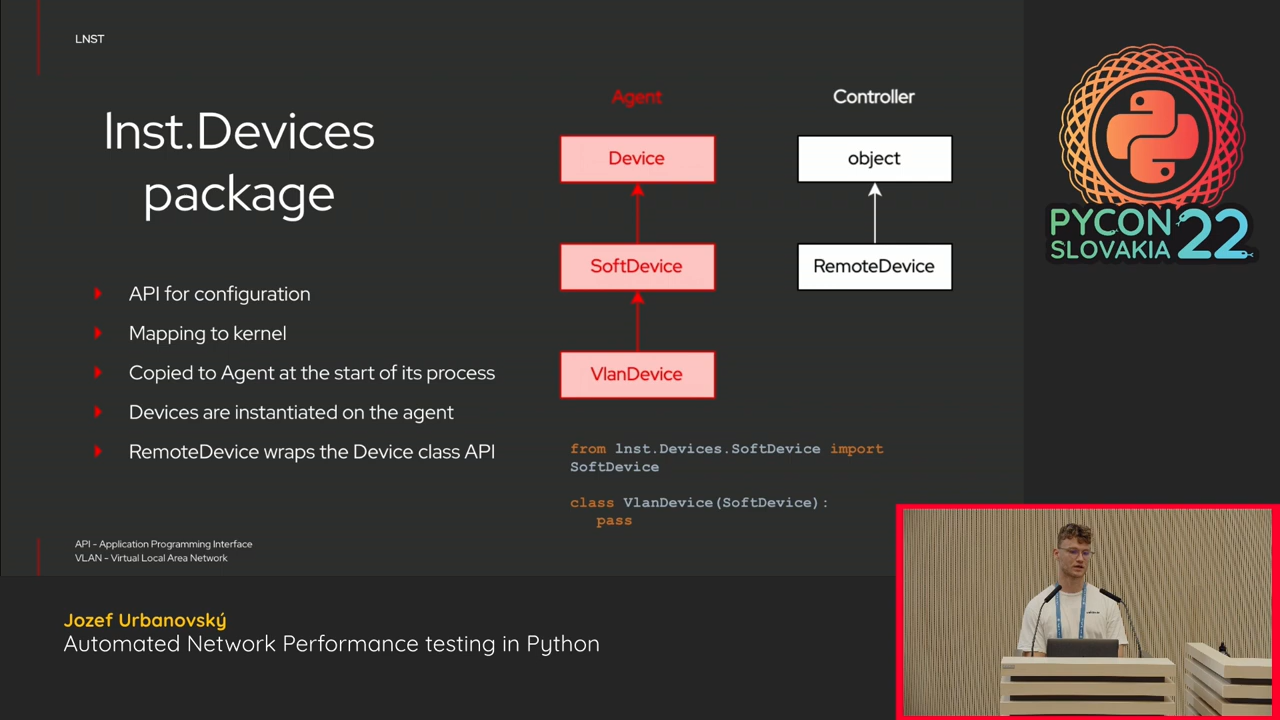 LNST
lnst.Devices
package
API for configuration
Mapping to kernel
Copied to Agent at the start of its process
Devices are instantiated on the agent
RemoteDevice wraps the Device class API
API - Application Programming Interface
VLAN - Virtual Local Area Network
Agent
Device
SoftDevice
VlanDevice
Controller
object
RemoteDevice
from lnst.Devices.SoftDevice import
SoftDevice
class VlanDevice(SoftDevice):
pass
PYCON
SLOVAKIA
22
Jozef Urbanovský
Automated Network Performance testing in Python